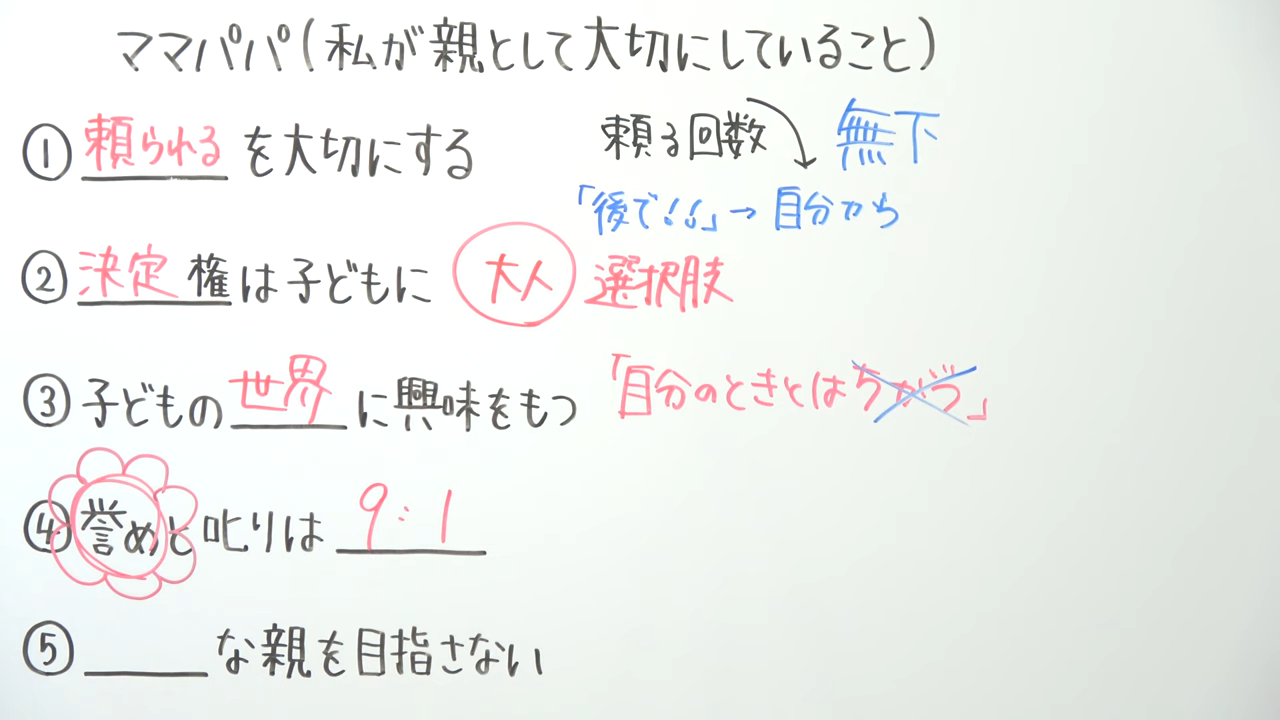 ママパパ(私が親として大切にしていること)
① 頼られる を大切にする 頼る回数 無下
「後で!!」→ 自分から
② 決定権は子どもに 大人 選択肢
③ 子どもの世界に興味をもつ 「自分のときとはちがう」
④ 誉めと叱りは 9:1
⑤ ＿＿＿ な親を目指さない